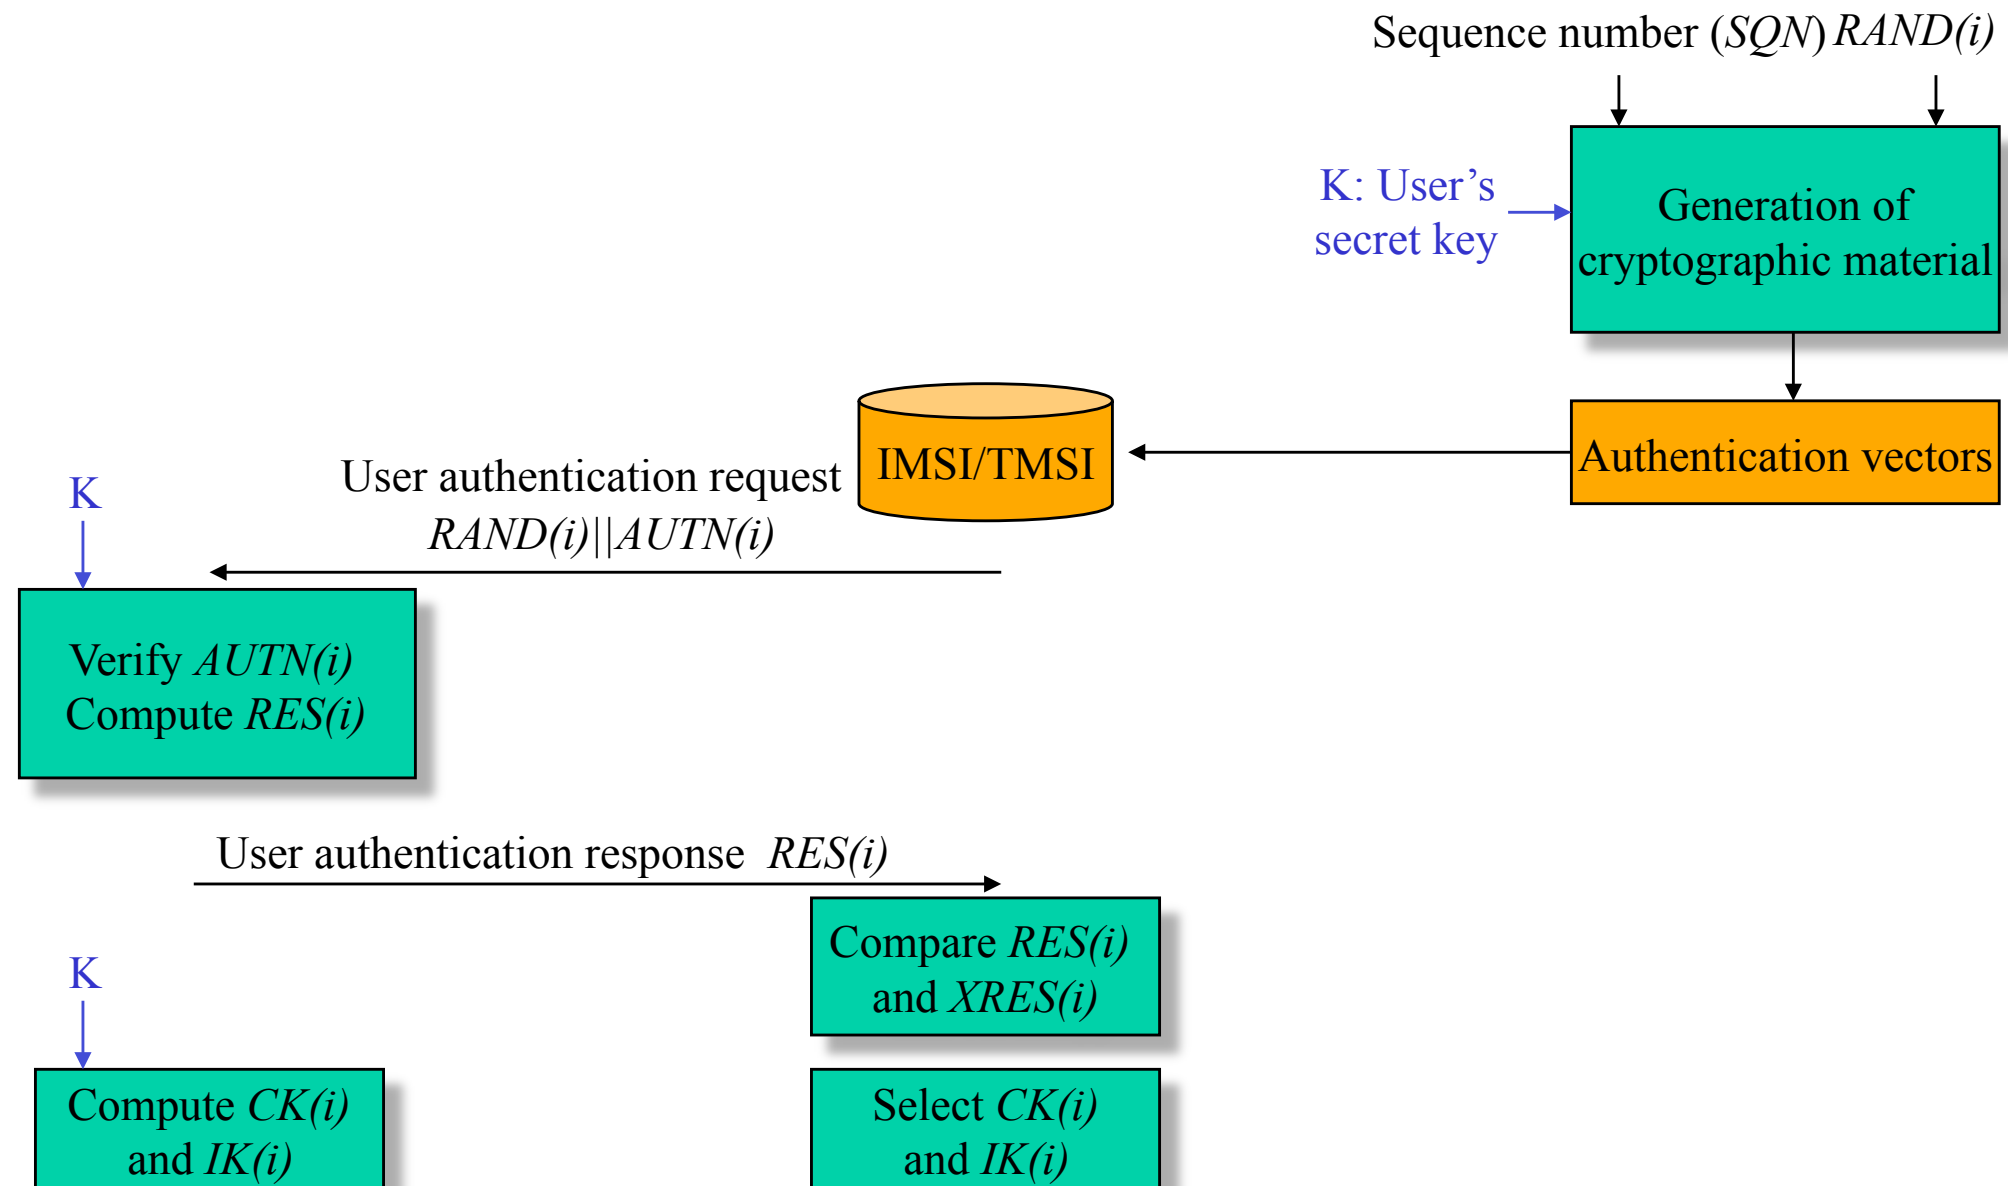 Sequence number (SQN) RAND(i)
K: User’s
secret key
Generation of
cryptographic material
Authentication vectors
IMSI/TMSI
User authentication request
RAND(i)||AUTN(i)
K
Verify AUTN(i)
Compute RES(i)
User authentication response RES(i)
Compare RES(i)
and XRES(i)
K
Compute CK(i)
and IK(i)
Select CK(i)
and IK(i)